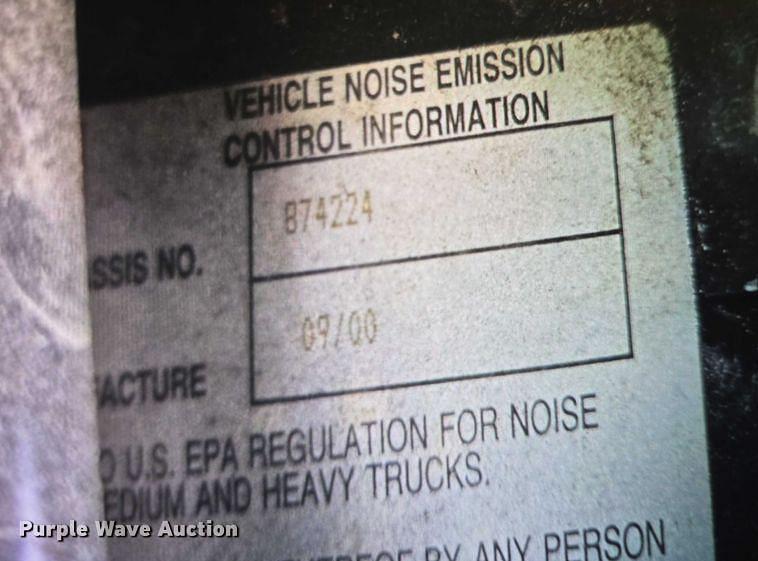 VEHICLE NOISE EMISSION
CONTROL INFORMATION
874224
SSIS NO.
09/00
ACTURE
O U.S. EPA REGULATION FOR NOISE
EDIUM AND HEAVY TRUCKS.
BY ANY PERSON
Purple Wave Auction